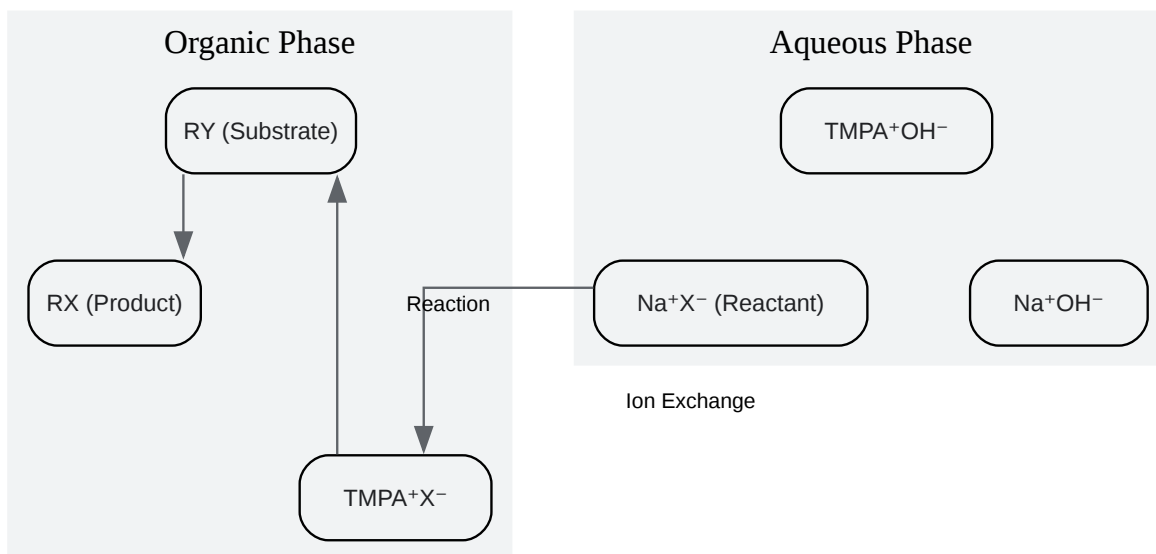 Organic Phase
Aqueous Phase
RY (Substrate)
TMPA⁺OH⁻
RX (Product)
Reaction
Na⁺X⁻ (Reactant)
Na⁺OH⁻
Ion Exchange
TMPA⁺X⁻